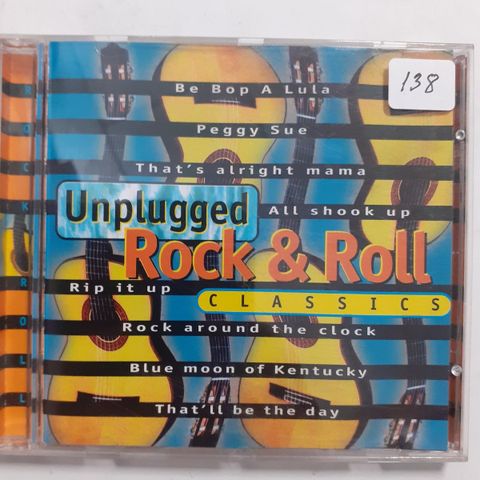 ROCK ROLL
138
Be Bop A Lula
Peggy Sue
That's alright mama
Unplugged
All shook up
Rock & Roll
Rip it up
CLASSICS
Rock around the clock
Blue moon of Kentucky
That'll be the day